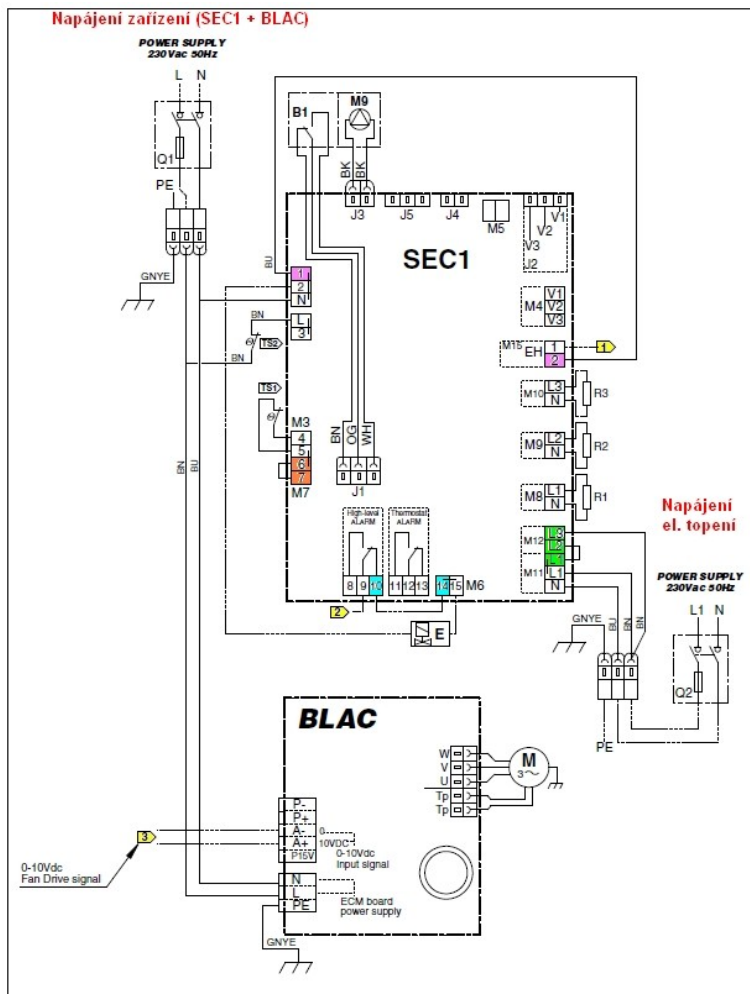 Napájení zařízení (SEC1 + BLAC)
POWER SUPPLY
230Vac 50Hz
L N
Q1
PE
GNYE
B1
M9
BK
BK
J3
J5
J4
M5
V1
V2
V3
J2
SEC1
BU
1
2
N
L
3
BN
TS2
BN
TS1
M3
4
5
6
7
M7
BN
BU
M4
V1
V2
V3
M15
EH
1
2
1
M10
L3
N
R3
M9
L2
N
R2
M8
L1
N
R1
BN
OG
WH
J1
High-level
ALARM
Thermostat
ALARM
8 9 10 11 12 13 14 15 M6
2
E
M12
L3
L2
L1
M11
L1
N
Napájení
el. topení
POWER SUPPLY
230Vac 50Hz
L1 N
GNYE
BU
BN
BN
Q2
PE
BLAC
W
V
U
Tp
Tp
M
3~
P-
P+
A-
A+
P15V
0
10VDC
0-10Vdc
Input signal
3
0-10Vdc
Fan Drive signal
N
L
PE
ECM board
power supply
GNYE